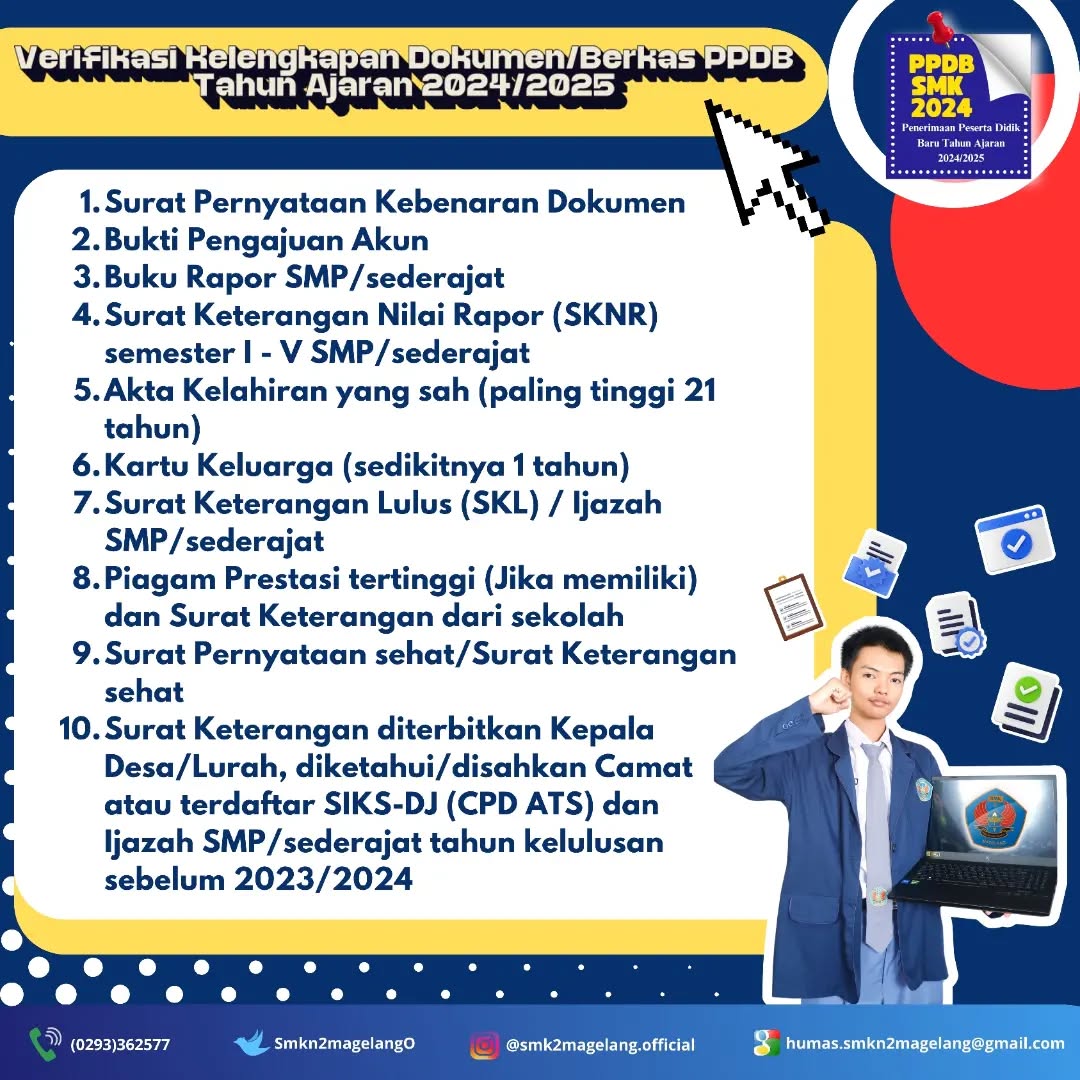 Verifikasi Kelengkapan Dokumen/Berkas PPDB
Tahun Ajaran 2024/2025
PPDB
SMK
2024
Penerimaan Peserta Didik
Baru Tahun Ajaran
2024/2025
1. Surat Pernyataan Kebenaran Dokumen
2. Bukti Pengajuan Akun
3. Buku Rapor SMP/sederajat
4. Surat Keterangan Nilai Rapor (SKNR)
semester I - V SMP/sederajat
5. Akta Kelahiran yang sah (paling tinggi 21
tahun)
6. Kartu Keluarga (sedikitnya 1 tahun)
7. Surat Keterangan Lulus (SKL) / Ijazah
SMP/sederajat
8. Piagam Prestasi tertinggi (Jika memiliki)
dan Surat Keterangan dari sekolah
9. Surat Pernyataan sehat/Surat Keterangan
sehat
10. Surat Keterangan diterbitkan Kepala
Desa/Lurah, diketahui/disahkan Camat
atau terdaftar SIKS-DJ (CPD ATS) dan
Ijazah SMP/sederajat tahun kelulusan
sebelum 2023/2024
(0293)362577
Smkn2magelangO
@smk2magelang.official
humas.smkn2magelang@gmail.com